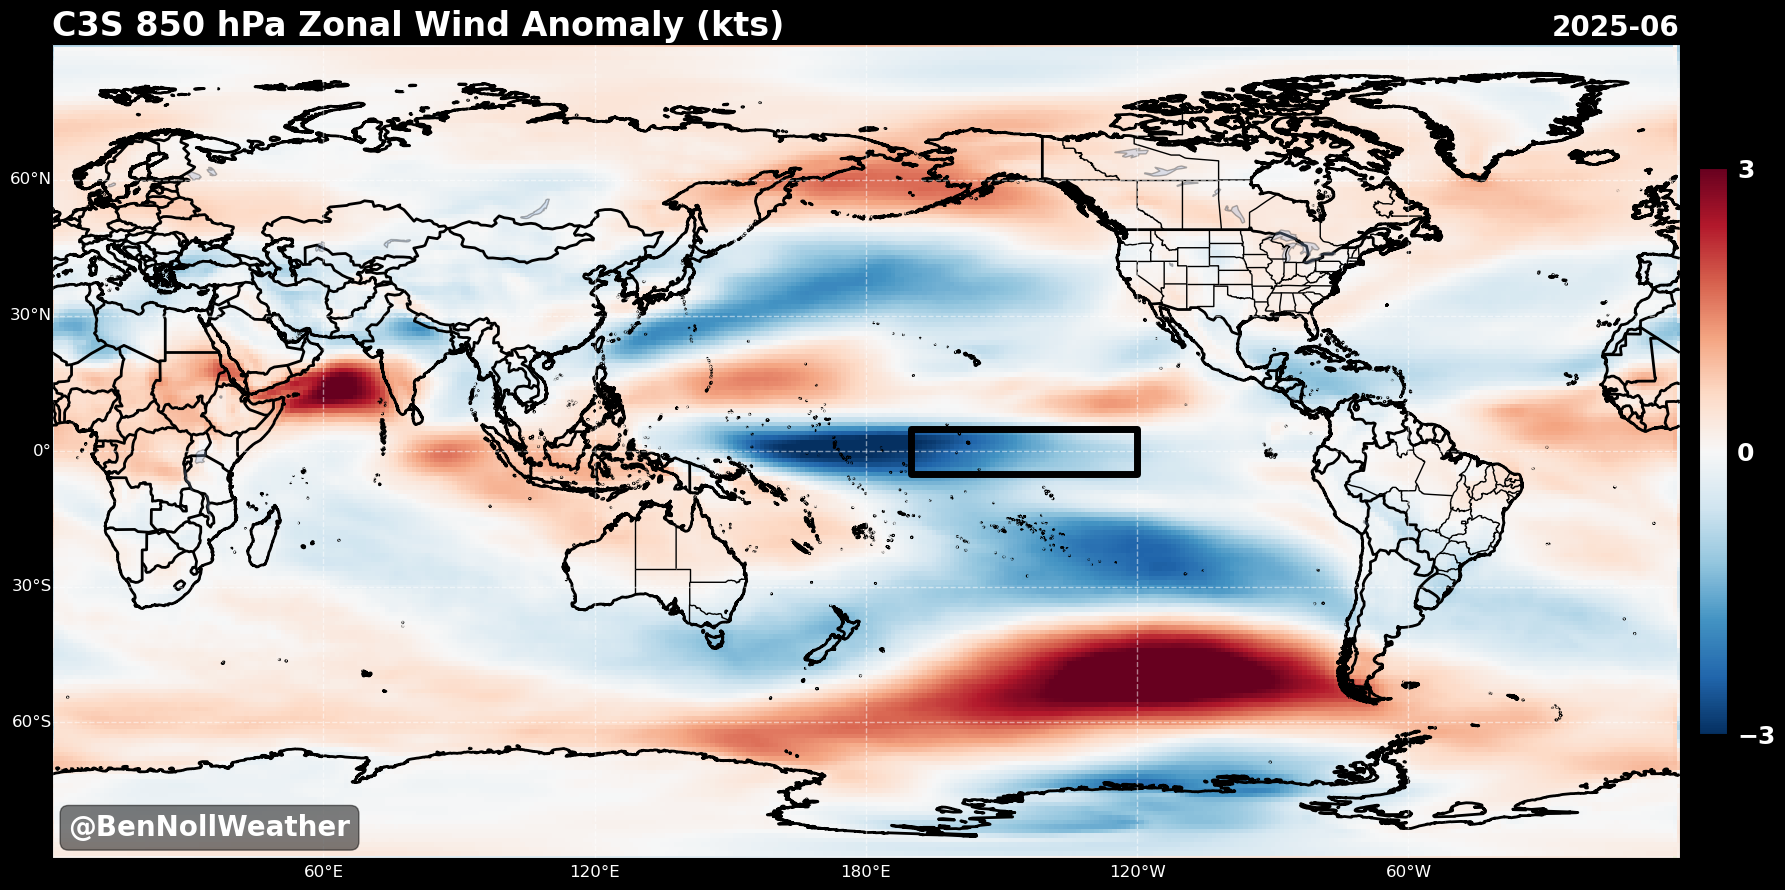 C3S 850 hPa Zonal Wind Anomaly (kts)
2025-06
60°N
30°N
0°
30°S
60°S
60°E
120°E
180°E
120°W
60°W
3
0
−3
@BenNollWeather